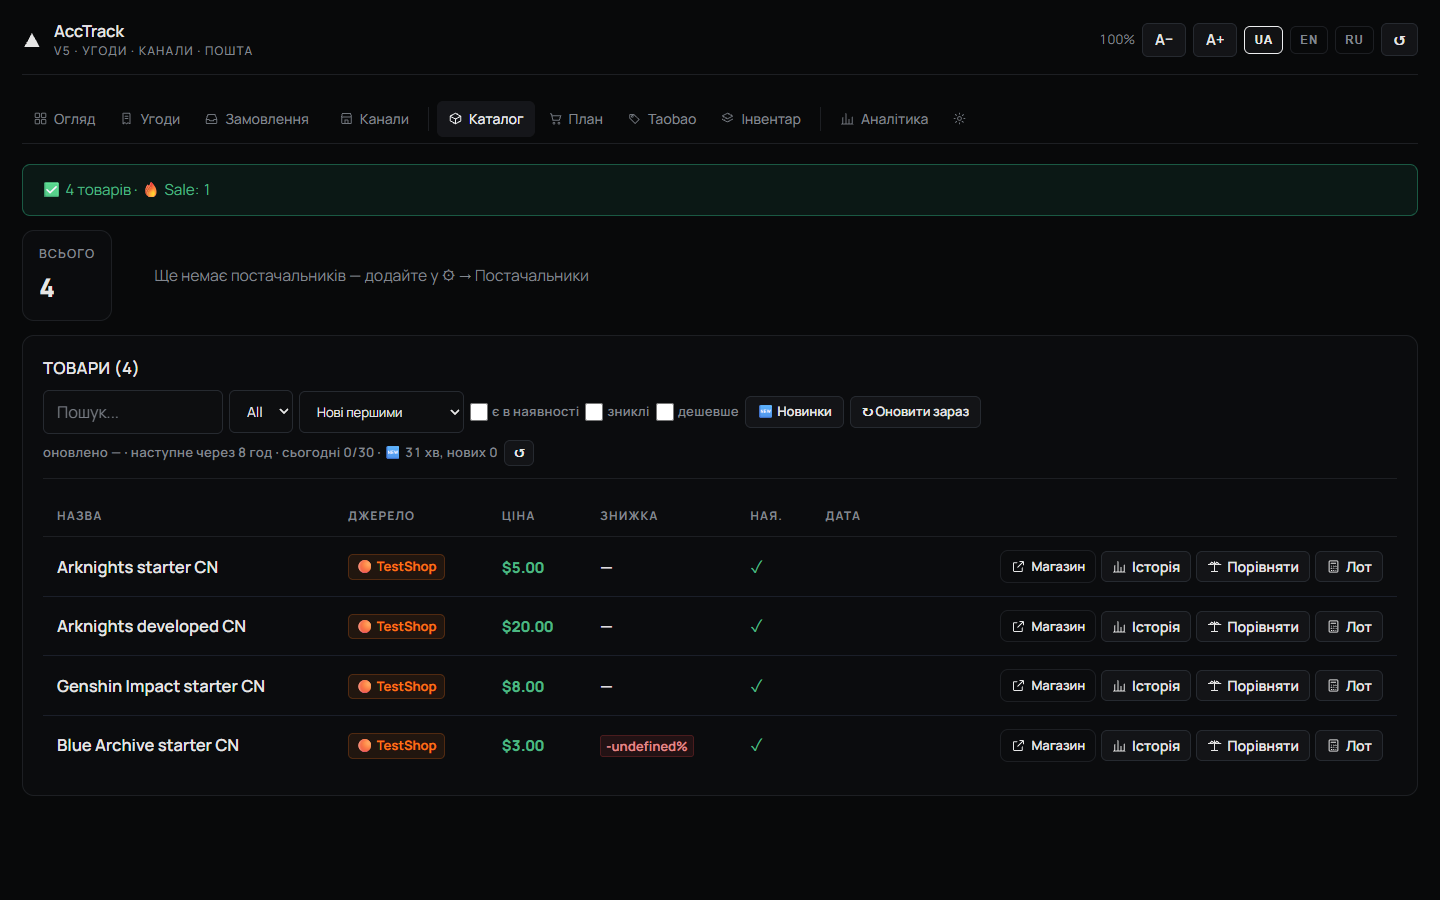 AccTrack
V5 · УГОДИ · КАНАЛИ · ПОШТА
100% A− A+ UA EN RU ↺
Огляд Угоди Замовлення Канали Каталог План Taobao Інвентар Аналітика
✅ 4 товарів · 🔥 Sale: 1
ВСЬОГО
4
Ще немає постачальників — додайте у ⚙ → Постачальники
ТОВАРИ (4)
Пошук... All Нові першими є в наявності зниклі дешевше 🆕 Новинки ↻ Оновити зараз
оновлено — · наступне через 8 год · сьогодні 0/30 · 🆕 31 хв, нових 0 ↺
НАЗВА ДЖЕРЕЛО ЦІНА ЗНИЖКА НАЯ. ДАТА
Arknights starter CN TestShop $5.00 — ✓ Магазин Історія Порівняти Лот
Arknights developed CN TestShop $20.00 — ✓ Магазин Історія Порівняти Лот
Genshin Impact starter CN TestShop $8.00 — ✓ Магазин Історія Порівняти Лот
Blue Archive starter CN TestShop $3.00 -undefined% ✓ Магазин Історія Порівняти Лот